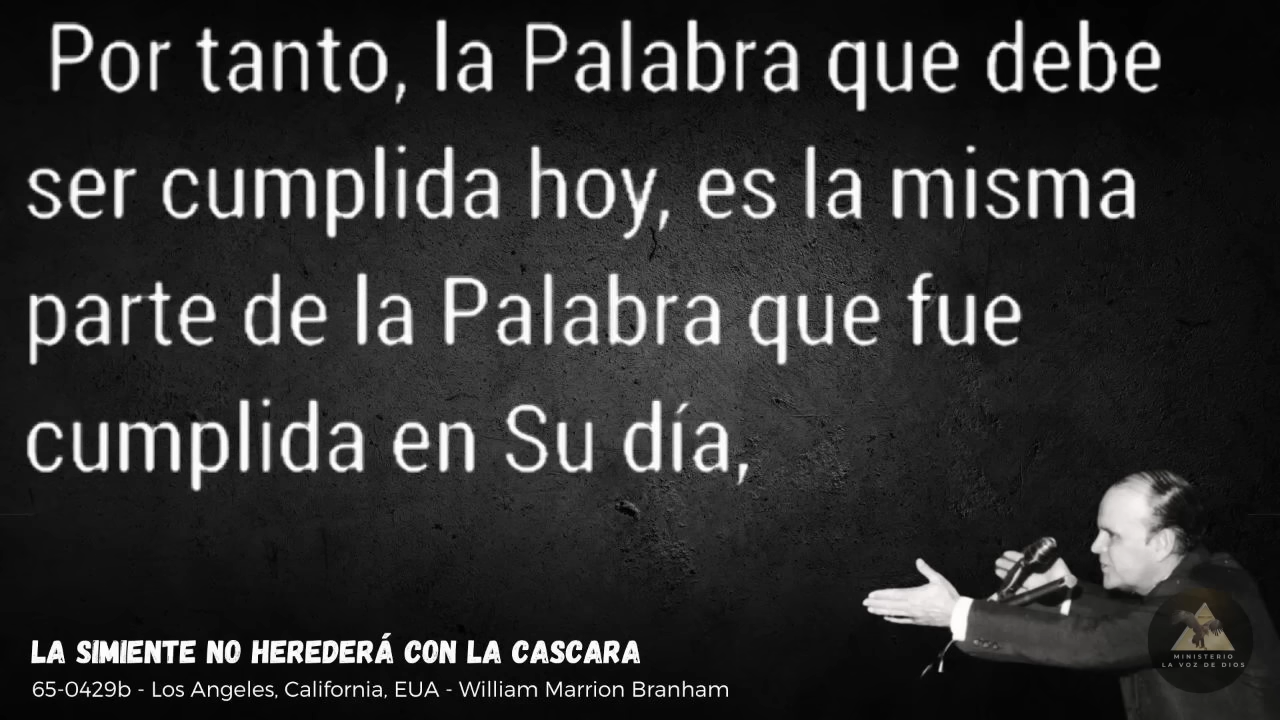 Por tanto, la Palabra que debe
ser cumplida hoy, es la misma
parte de la Palabra que fue
cumplida en Su día,
LA SIMIENTE NO HEREDERÁ CON LA CASCARA
65-0429b - Los Angeles, California, EUA - William Marrion Branham
MINISTERIO
LA VOZ DE DIOS